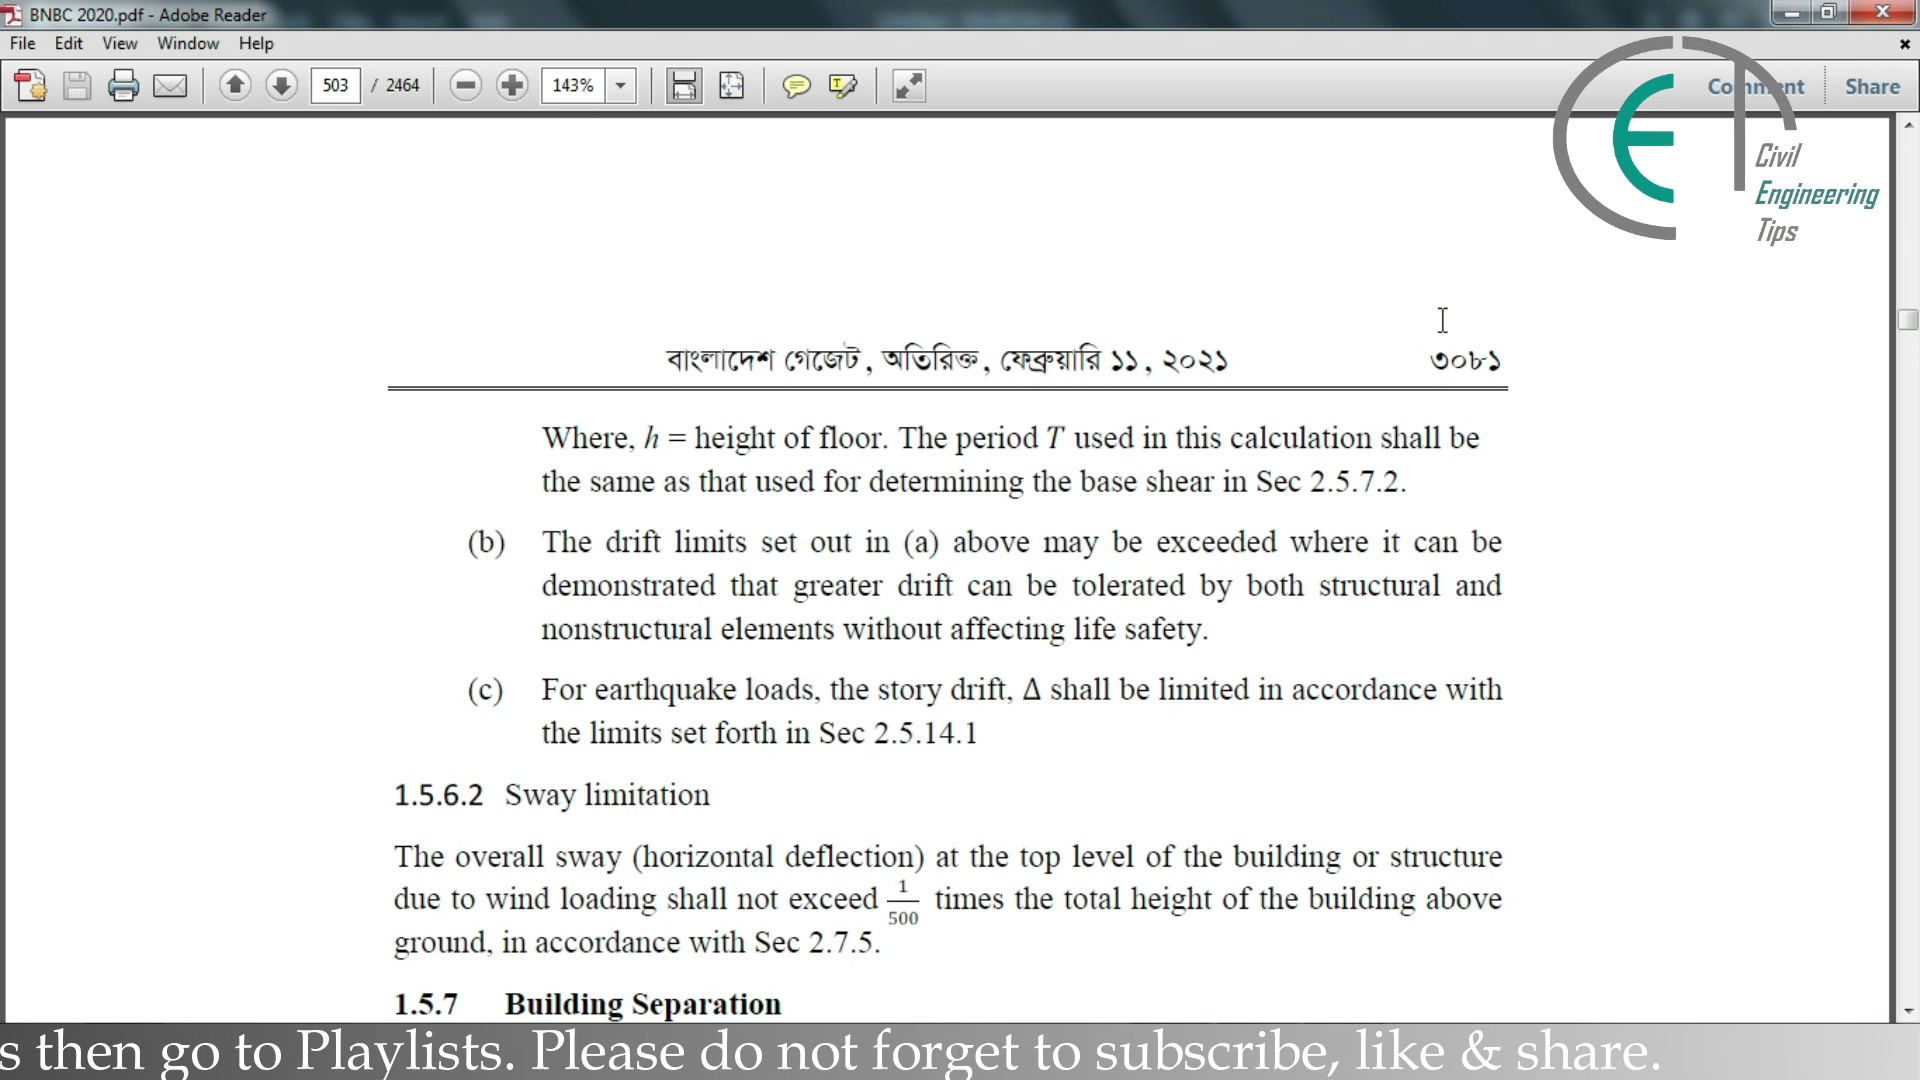 BNBC 2020.pdf - Adobe Reader
File Edit View Window Help
503 / 2464 143% Comment Share
Civil
Engineering
Tips
বাংলাদেশ গেজেট, অতিরিক্ত, ফেব্রুয়ারি ১১, ২০২১ ৩০৮১
Where, h = height of floor. The period T used in this calculation shall be
the same as that used for determining the base shear in Sec 2.5.7.2.
(b) The drift limits set out in (a) above may be exceeded where it can be
demonstrated that greater drift can be tolerated by both structural and
nonstructural elements without affecting life safety.
(c) For earthquake loads, the story drift, Δ shall be limited in accordance with
the limits set forth in Sec 2.5.14.1
1.5.6.2 Sway limitation
The overall sway (horizontal deflection) at the top level of the building or structure
due to wind loading shall not exceed 1/500 times the total height of the building above
ground, in accordance with Sec 2.7.5.
1.5.7 Building Separation
s then go to Playlists. Please do not forget to subscribe, like & share.